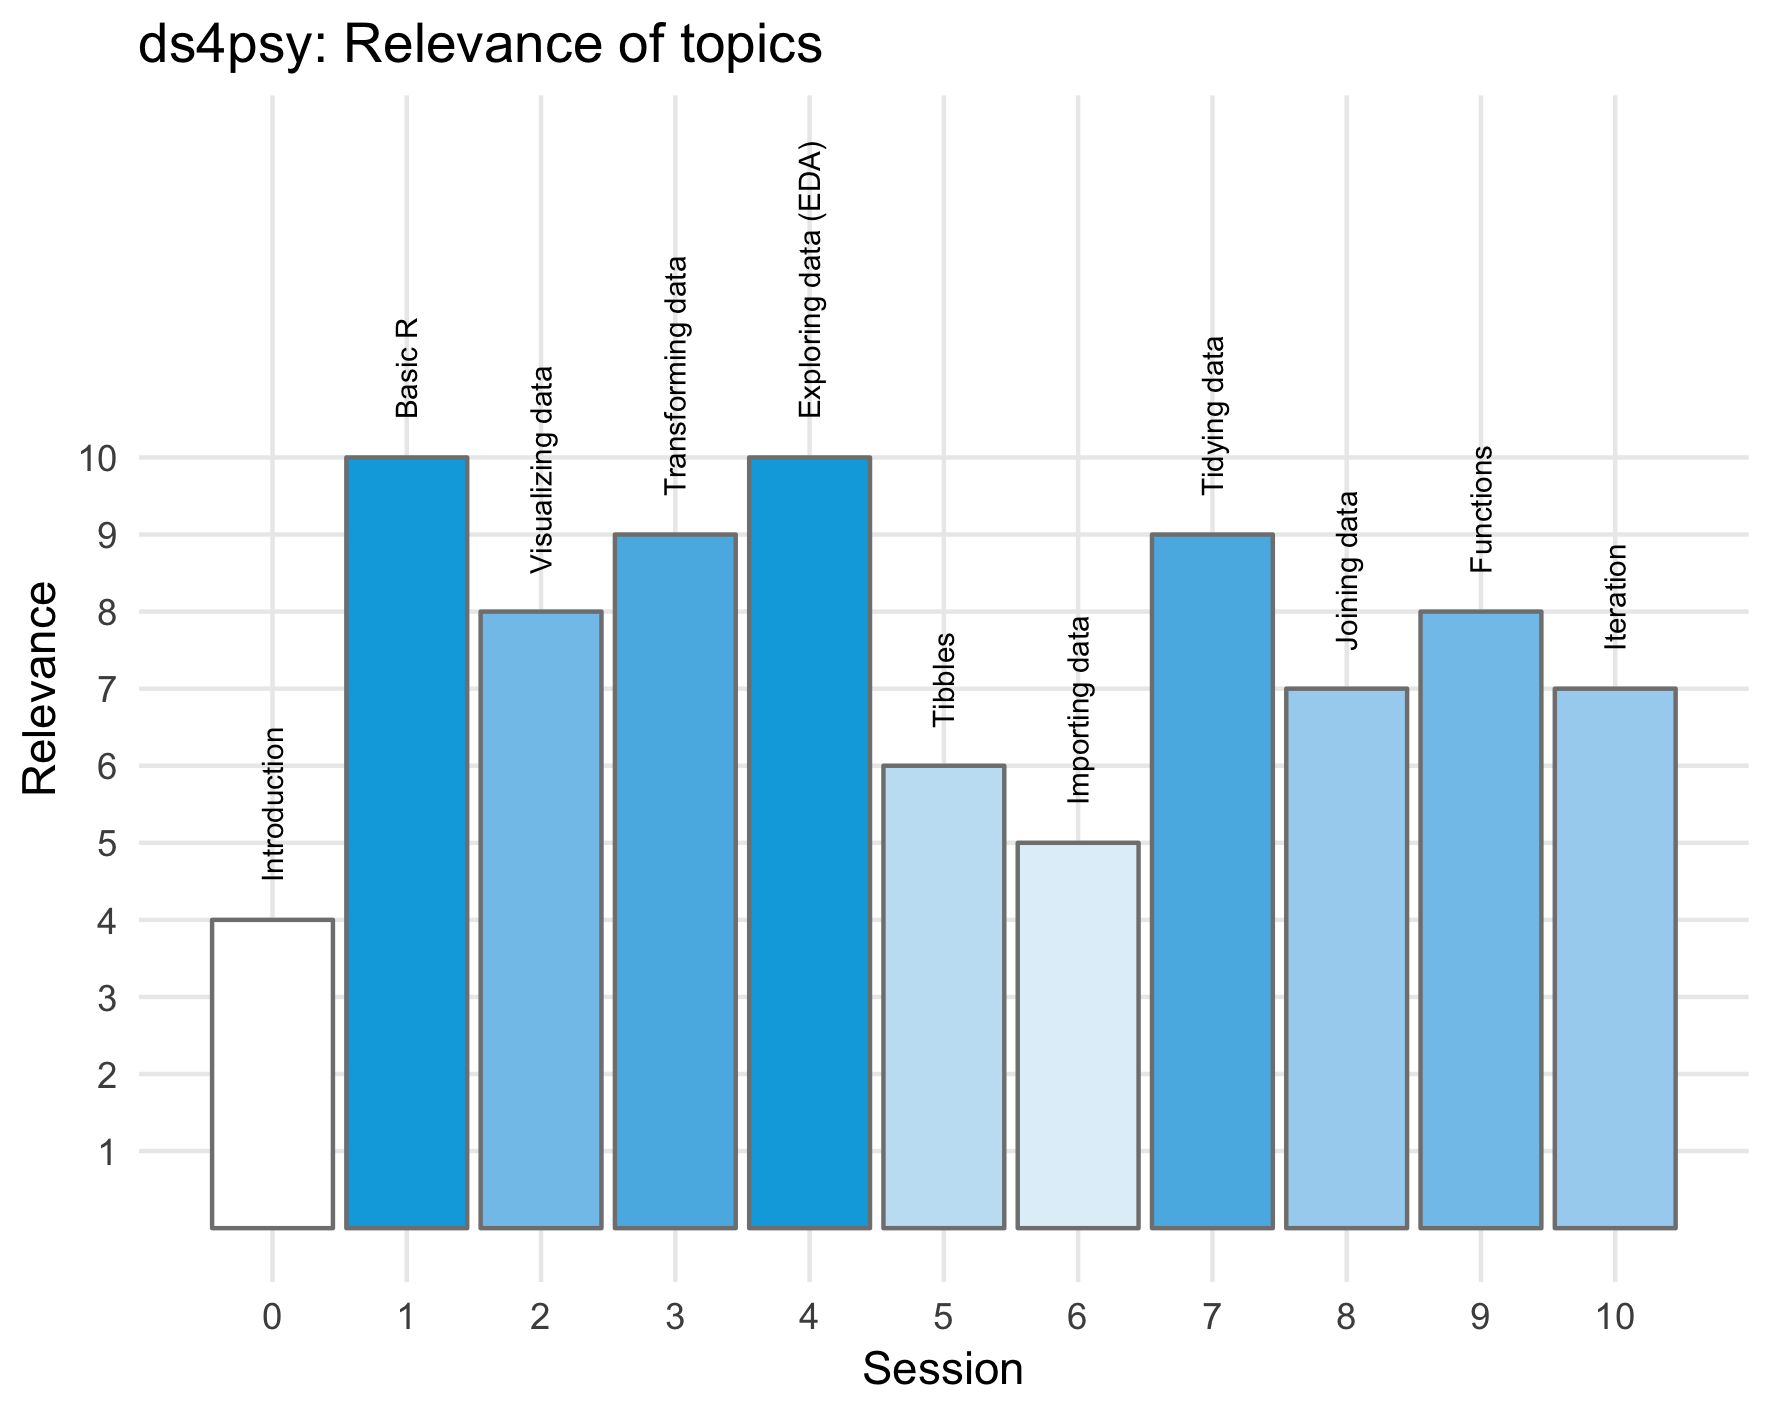 ds4psy: Relevance of topics
Relevance
10
9
8
7
6
5
4
3
2
1
Introduction
Basic R
Visualizing data
Transforming data
Exploring data (EDA)
Tibbles
Importing data
Tidying data
Joining data
Functions
Iteration
0 1 2 3 4 5 6 7 8 9 10
Session